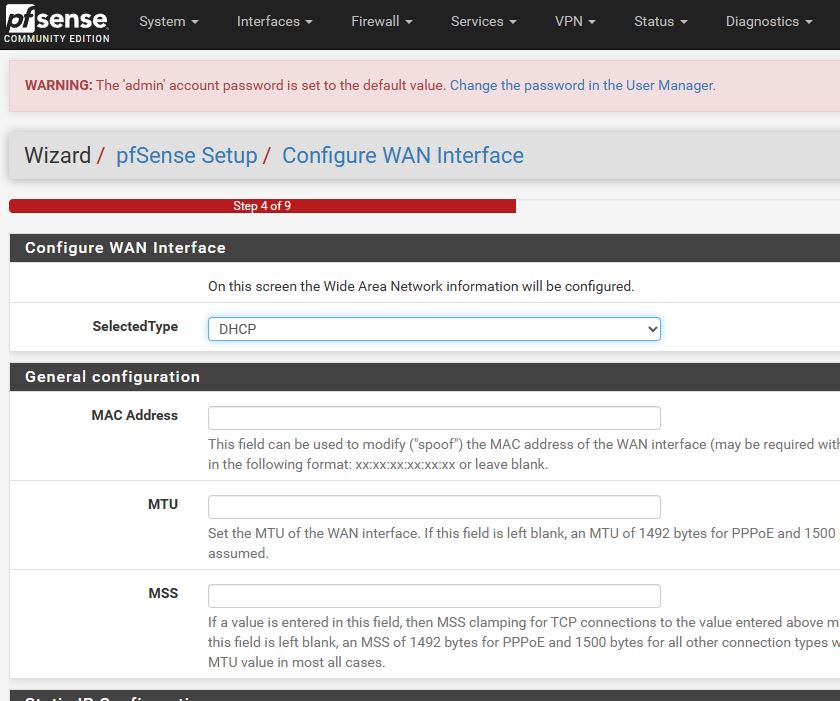 pfsense
COMMUNITY EDITION
System Interfaces Firewall Services VPN Status Diagnostics
WARNING: The 'admin' account password is set to the default value. Change the password in the User Manager.
Wizard / pfSense Setup / Configure WAN Interface
Step 4 of 9
Configure WAN Interface
On this screen the Wide Area Network information will be configured.
SelectedType DHCP
General configuration
MAC Address
This field can be used to modify ("spoof") the MAC address of the WAN interface (may be required with
in the following format: xx:xx:xx:xx:xx:xx or leave blank.
MTU
Set the MTU of the WAN interface. If this field is left blank, an MTU of 1492 bytes for PPPoE and 1500
assumed.
MSS
If a value is entered in this field, then MSS clamping for TCP connections to the value entered above m
this field is left blank, an MSS of 1492 bytes for PPPoE and 1500 bytes for all other connection types w
MTU value in most all cases.